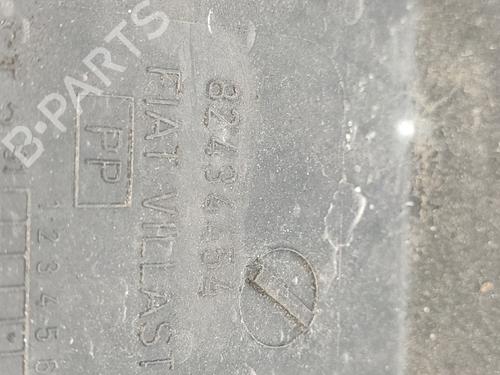 B-PARTS
82434454
FIAT VILLAST
PP
1 2 3 4 5 6